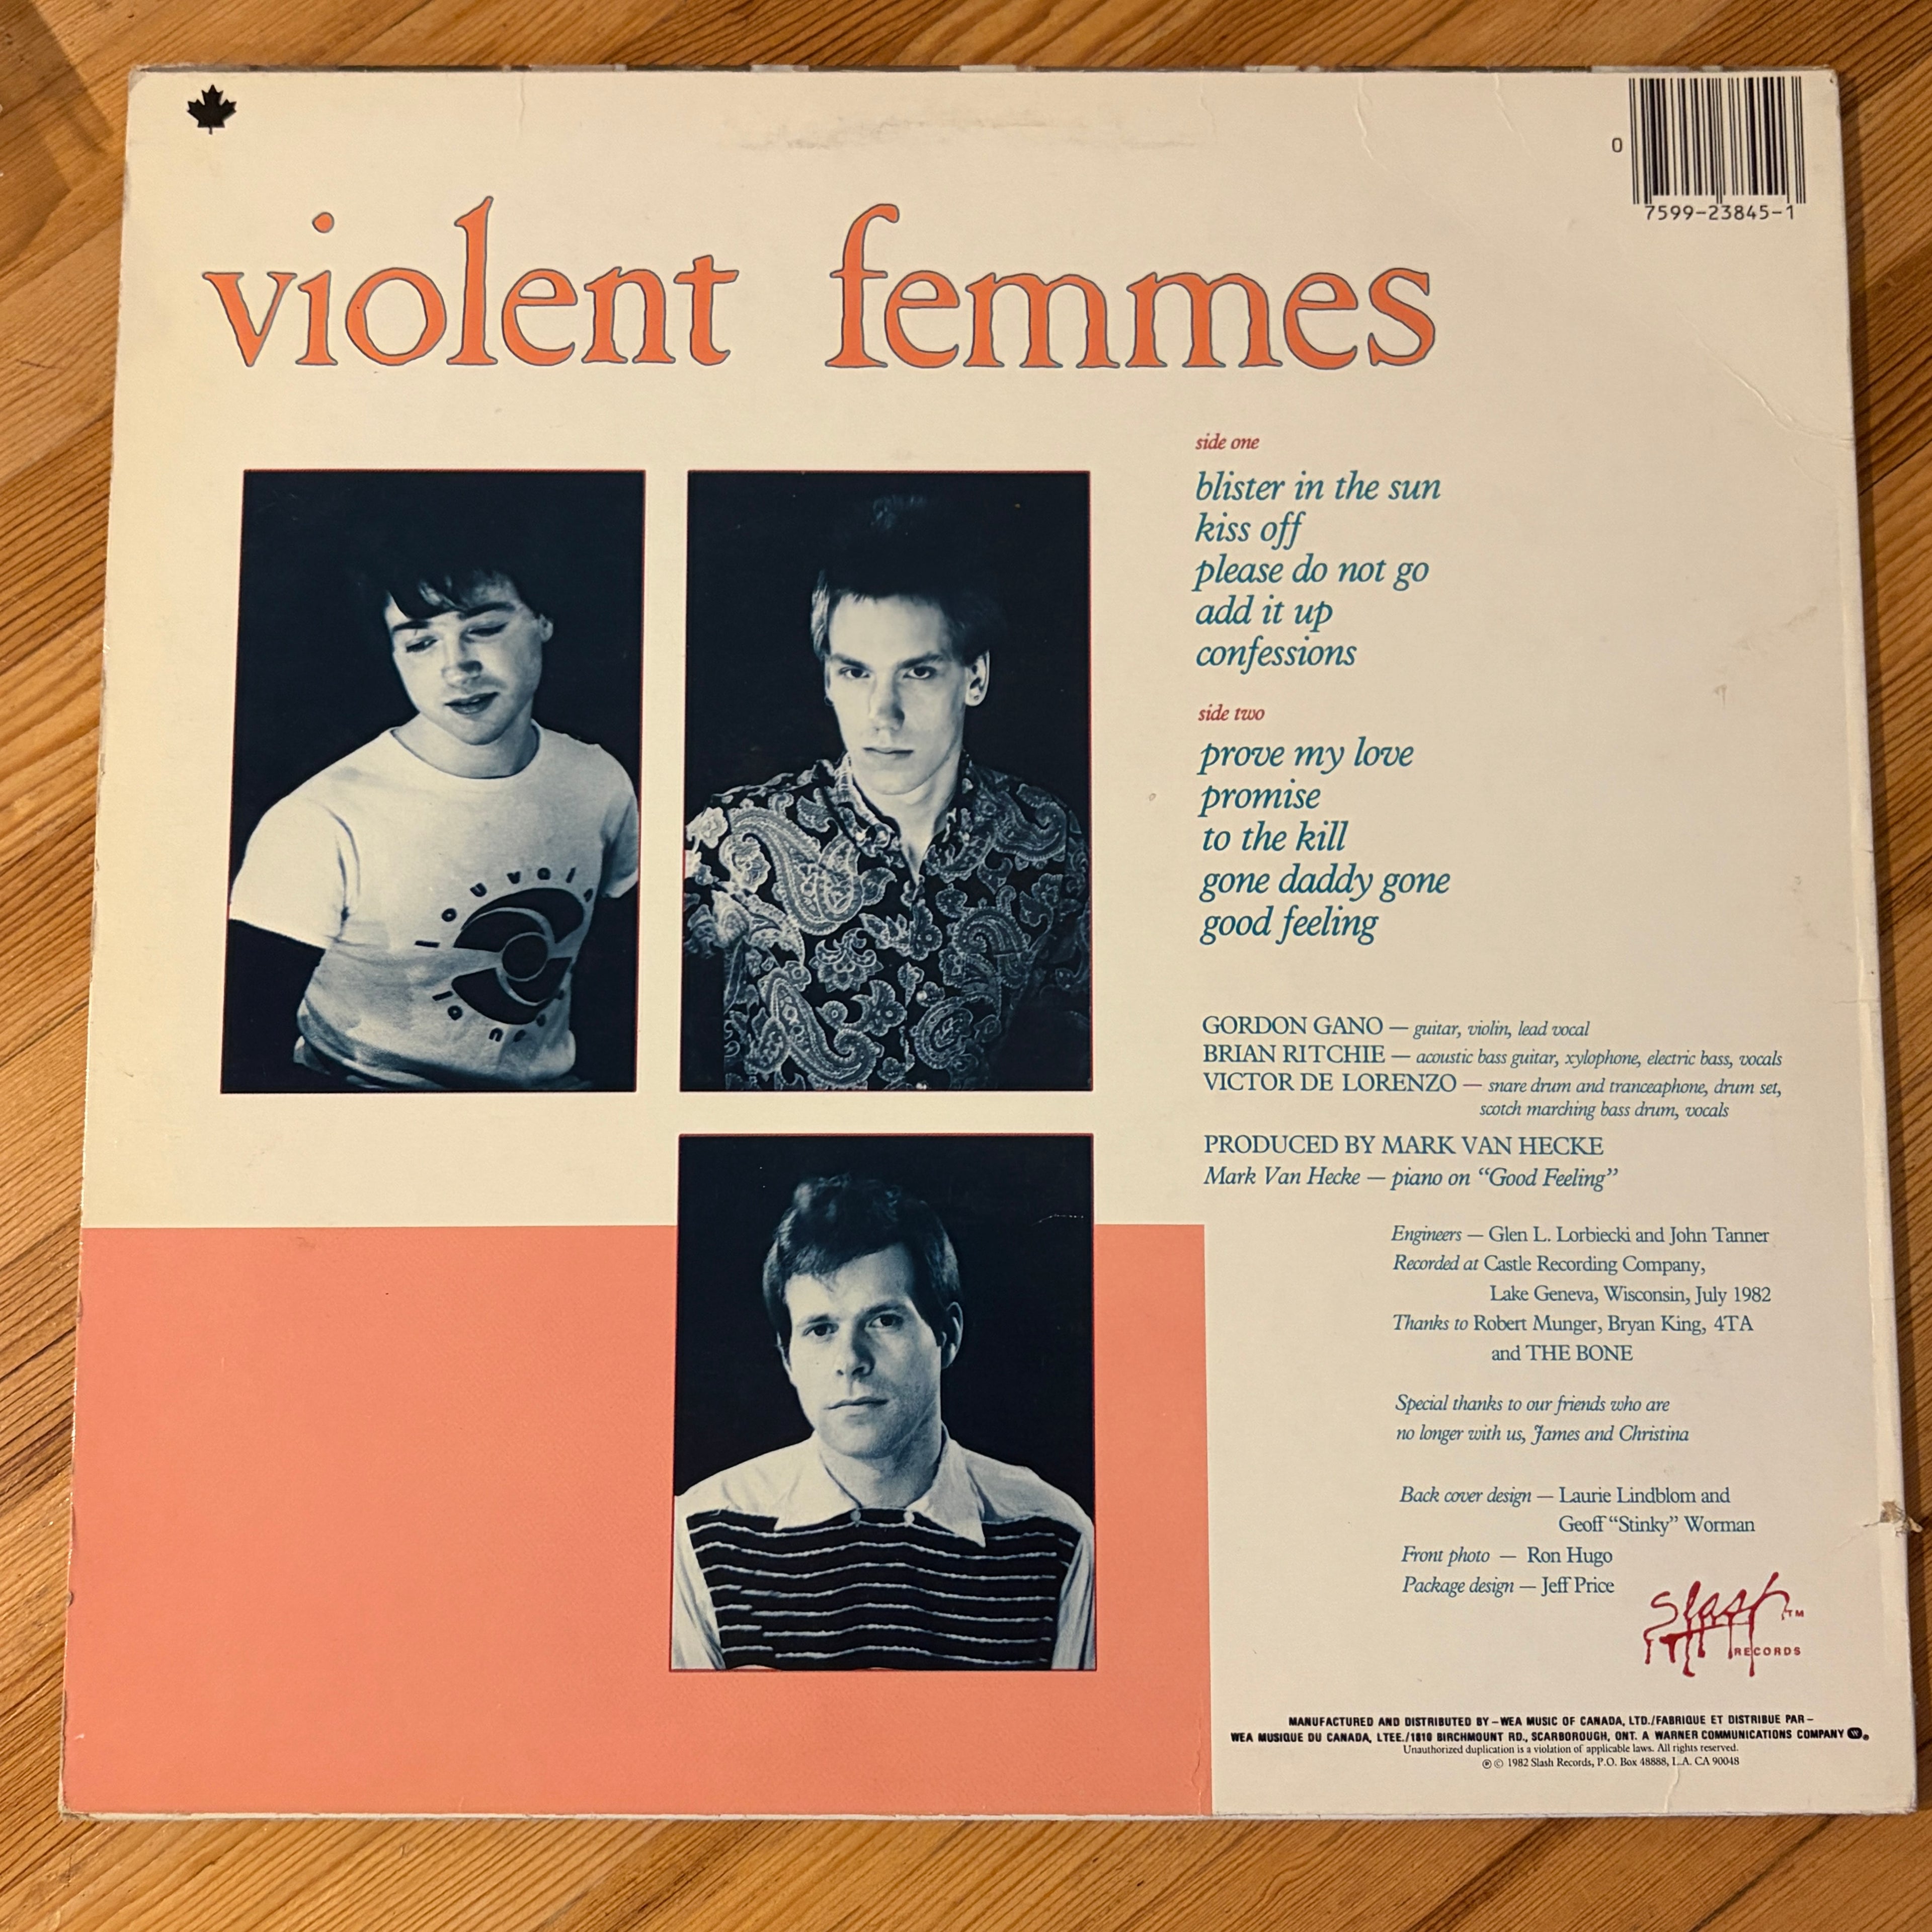 0
7599-23845-1
violent femmes
side one
blister in the sun
kiss off
please do not go
add it up
confessions
side two
prove my love
promise
to the kill
gone daddy gone
good feeling
GORDON GANO — guitar, violin, lead vocal
BRIAN RITCHIE — acoustic bass guitar, xylophone, electric bass, vocals
VICTOR DE LORENZO — snare drum and tranceaphone, drum set,
scotch marching bass drum, vocals
PRODUCED BY MARK VAN HECKE
Mark Van Hecke — piano on “Good Feeling”
Engineers — Glen L. Lorbiecki and John Tanner
Recorded at Castle Recording Company,
Lake Geneva, Wisconsin, July 1982
Thanks to Robert Munger, Bryan King, 4TA
and THE BONE
Special thanks to our friends who are
no longer with us, James and Christina
Back cover design — Laurie Lindblom and
Geoff “Stinky” Worman
Front photo — Ron Hugo
Package design — Jeff Price
Slash TM
RECORDS
MANUFACTURED AND DISTRIBUTED BY – WEA MUSIC OF CANADA, LTD./FABRIQUE ET DISTRIBUE PAR –
WEA MUSIQUE DU CANADA, LTEE./1810 BIRCHMOUNT RD., SCARBOROUGH, ONT. A WARNER COMMUNICATIONS COMPANY
Unauthorized duplication is a violation of applicable laws. All rights reserved.
℗ © 1982 Slash Records, P.O. Box 48888, L.A. CA 90048